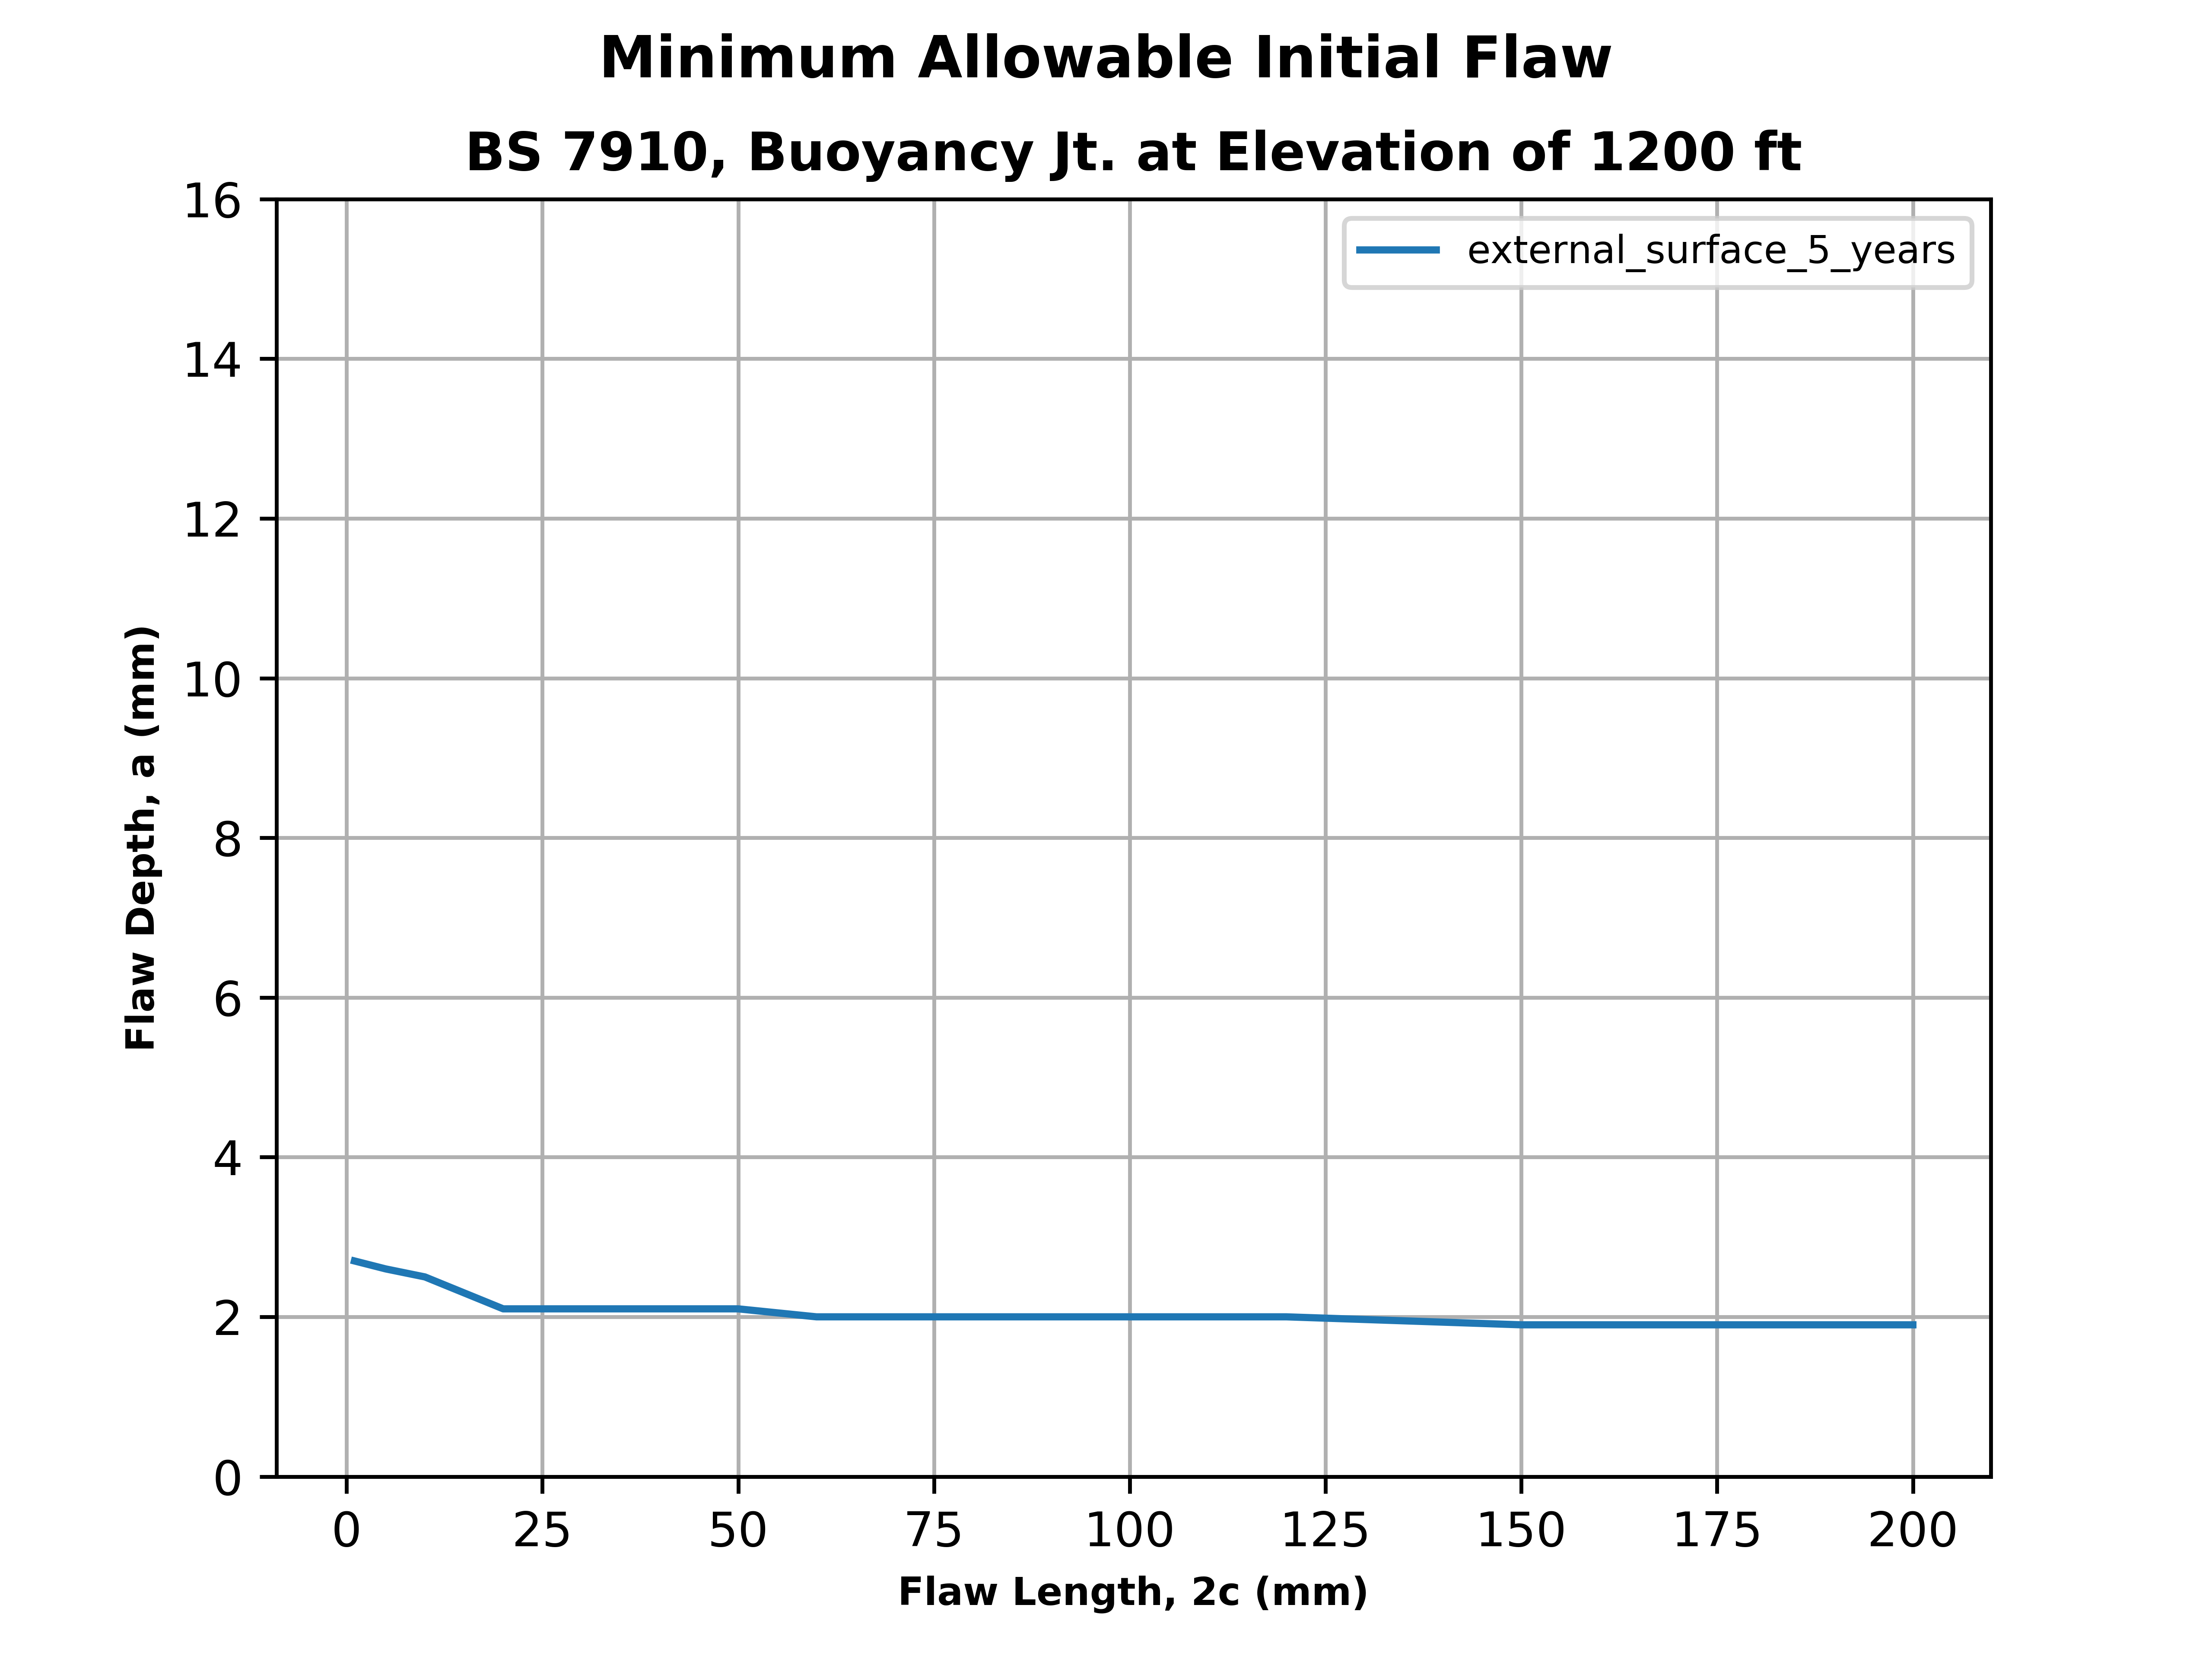 Minimum Allowable Initial Flaw
BS 7910, Buoyancy Jt. at Elevation of 1200 ft
external_surface_5_years
Flaw Depth, a (mm)
16
14
12
10
8
6
4
2
0
0 25 50 75 100 125 150 175 200
Flaw Length, 2c (mm)